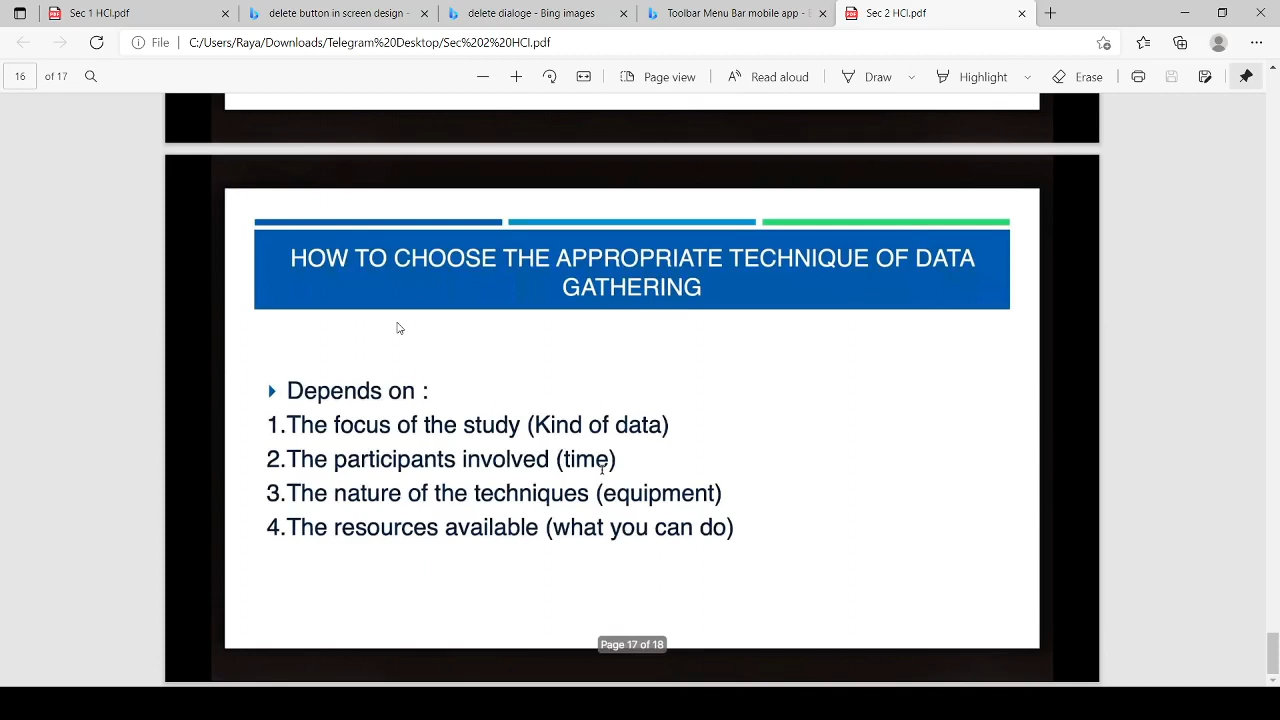 Sec 1 HCI.pdf
delete button in screen design -
delete dialoge - Bing images
Toolbar Menu Bar mobile app - B
Sec 2 HCI.pdf
File
C:/Users/Raya/Downloads/Telegram%20Desktop/Sec%202%20HCI.pdf
16 of 17
Page view
Read aloud
Draw
Highlight
Erase
HOW TO CHOOSE THE APPROPRIATE TECHNIQUE OF DATA
GATHERING
Depends on :
1.The focus of the study (Kind of data)
2.The participants involved (time)
3.The nature of the techniques (equipment)
4.The resources available (what you can do)
Page 17 of 18